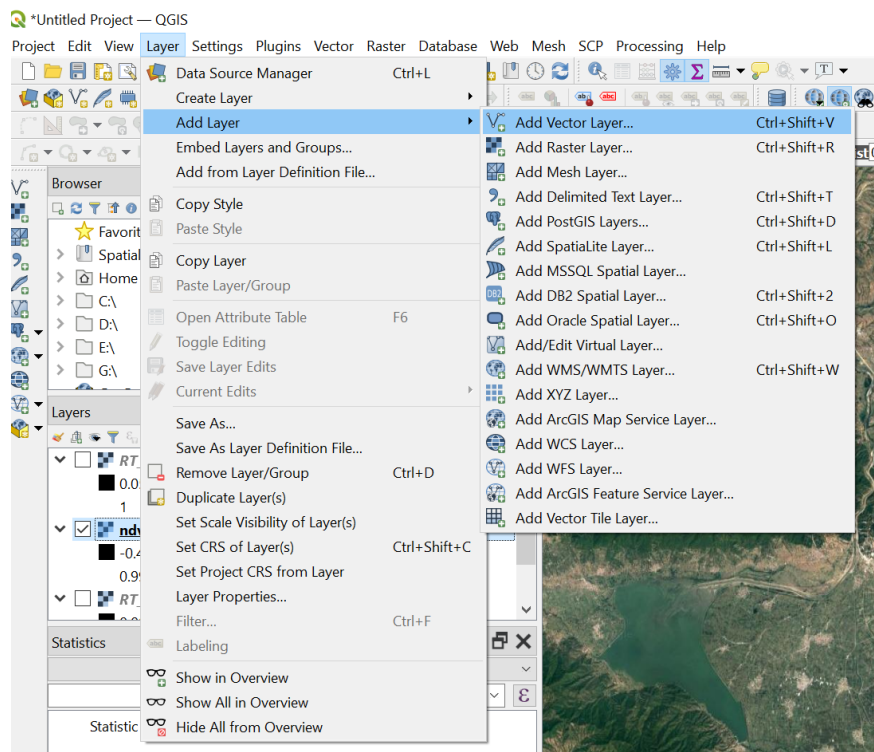 *Untitled Project — QGIS
Project Edit View Layer Settings Plugins Vector Raster Database Web Mesh SCP Processing Help
Data Source Manager Ctrl+L
Create Layer
Add Layer
Embed Layers and Groups...
Add from Layer Definition File...
Copy Style
Paste Style
Copy Layer
Paste Layer/Group
Open Attribute Table F6
Toggle Editing
Save Layer Edits
Current Edits
Save As...
Save As Layer Definition File...
Remove Layer/Group Ctrl+D
Duplicate Layer(s)
Set Scale Visibility of Layer(s)
Set CRS of Layer(s) Ctrl+Shift+C
Set Project CRS from Layer
Layer Properties...
Filter... Ctrl+F
Labeling
Show in Overview
Show All in Overview
Hide All from Overview
Add Vector Layer... Ctrl+Shift+V
Add Raster Layer... Ctrl+Shift+R
Add Mesh Layer...
Add Delimited Text Layer... Ctrl+Shift+T
Add PostGIS Layers... Ctrl+Shift+D
Add SpatiaLite Layer... Ctrl+Shift+L
Add MSSQL Spatial Layer...
Add DB2 Spatial Layer... Ctrl+Shift+2
Add Oracle Spatial Layer... Ctrl+Shift+O
Add/Edit Virtual Layer...
Add WMS/WMTS Layer... Ctrl+Shift+W
Add XYZ Layer...
Add ArcGIS Map Service Layer...
Add WCS Layer...
Add WFS Layer...
Add ArcGIS Feature Service Layer...
Add Vector Tile Layer...
Browser
Favorit
Spatial
Home
C:\
D:\
E:\
G:\
Layers
RT_
0.0
1
ndv
-0.4
0.99
RT_
Statistics
Statistic